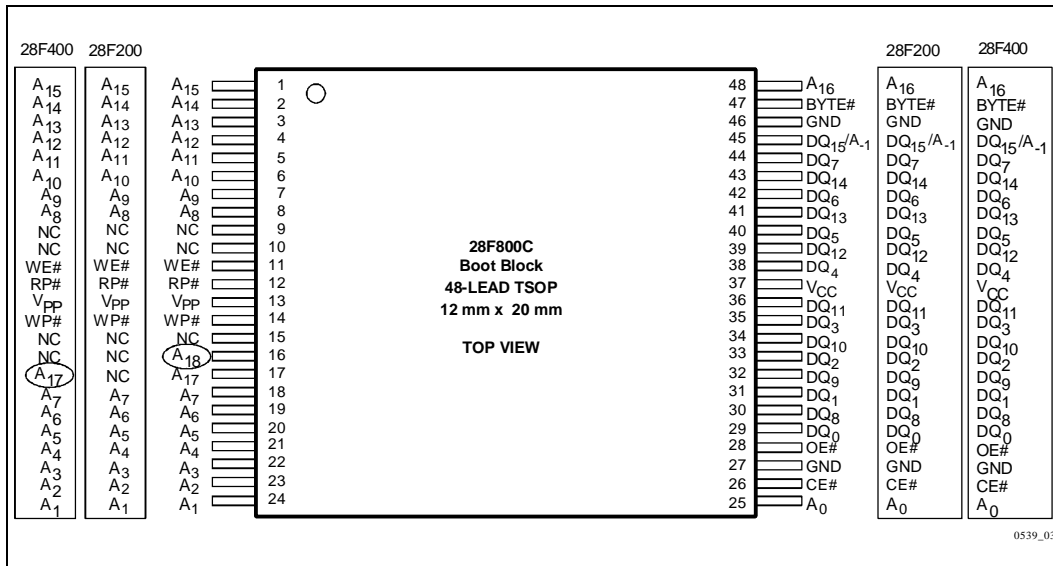 28F400 28F200 28F200 28F400
A15 A15 A15 1 48 A16 A16 A16
A14 A14 A14 2 47 BYTE# BYTE# BYTE#
A13 A13 A13 3 46 GND GND GND
A12 A12 A12 4 45 DQ15/A-1 DQ15/A-1 DQ15/A-1
A11 A11 A11 5 44 DQ7 DQ7 DQ7
A10 A10 A10 6 43 DQ14 DQ14 DQ14
A9 A9 A9 7 42 DQ6 DQ6 DQ6
A8 A8 A8 8 41 DQ13 DQ13 DQ13
NC NC NC 9 40 DQ5 DQ5 DQ5
NC NC NC 10 28F800C 39 DQ12 DQ12 DQ12
WE# WE# WE# 11 Boot Block 38 DQ4 DQ4 DQ4
RP# RP# RP# 12 48-LEAD TSOP 37 VCC VCC VCC
VPP VPP VPP 13 12 mm x 20 mm 36 DQ11 DQ11 DQ11
WP# WP# WP# 14 35 DQ3 DQ3 DQ3
NC NC NC 15 TOP VIEW 34 DQ10 DQ10 DQ10
NC NC A18 16 33 DQ2 DQ2 DQ2
A17 NC A17 17 32 DQ9 DQ9 DQ9
A7 A7 A7 18 31 DQ1 DQ1 DQ1
A6 A6 A6 19 30 DQ8 DQ8 DQ8
A5 A5 A5 20 29 DQ0 DQ0 DQ0
A4 A4 A4 21 28 OE# OE# OE#
A3 A3 A3 22 27 GND GND GND
A2 A2 A2 23 26 CE# CE# CE#
A1 A1 A1 24 25 A0 A0 A0
0539_03